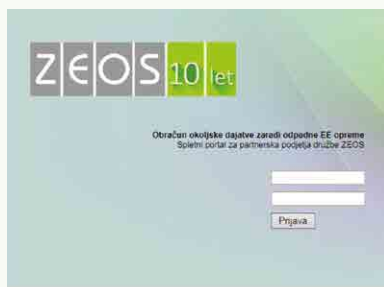 ZEOS 10 let
Obračun okoljske dajatve zaradi odpadne EE opreme
Spletni portal za partnerska podjetja družbe ZEOS
Prijava